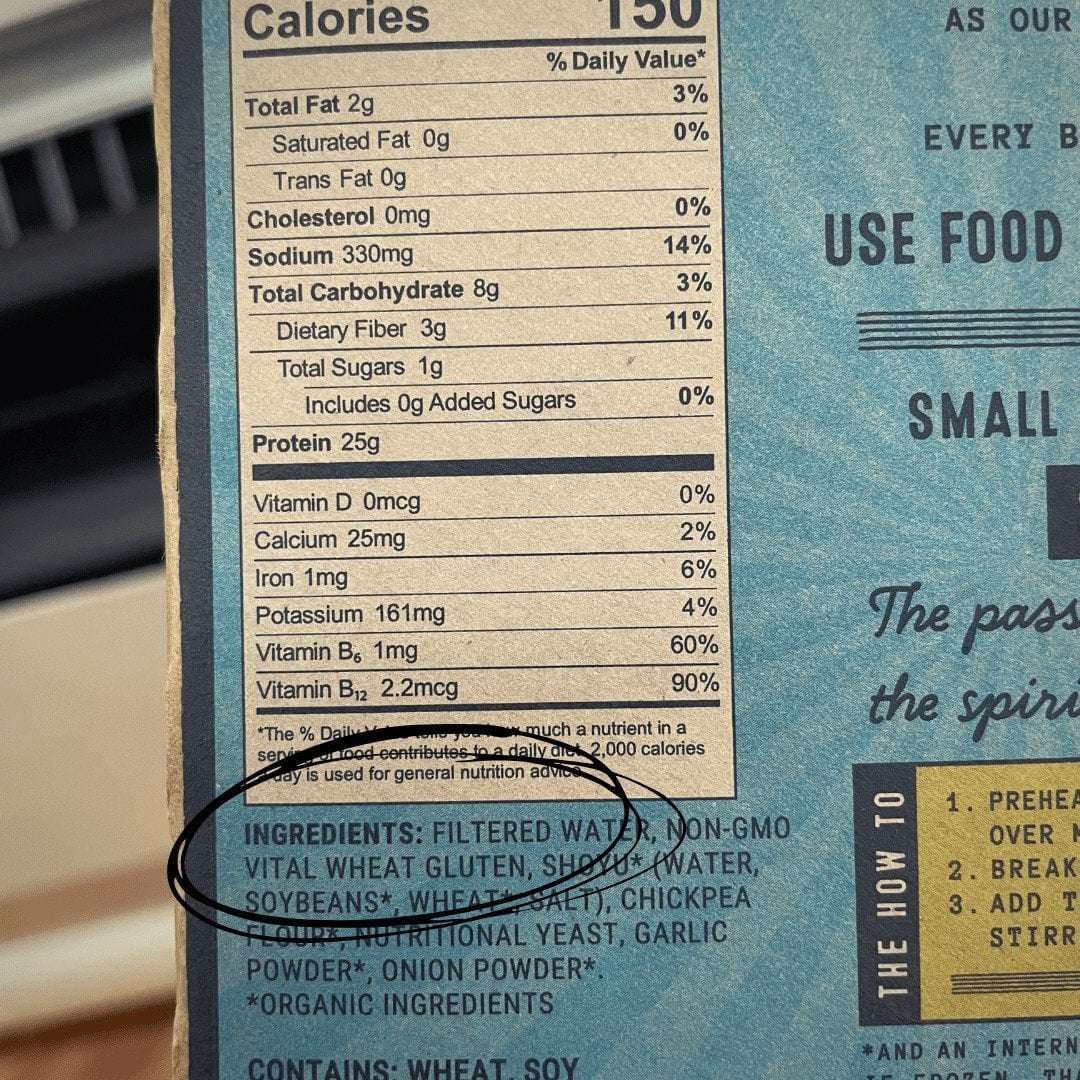 Calories 150
% Daily Value*
Total Fat 2g 3%
Saturated Fat 0g 0%
Trans Fat 0g
Cholesterol 0mg 0%
Sodium 330mg 14%
Total Carbohydrate 8g 3%
Dietary Fiber 3g 11%
Total Sugars 1g
Includes 0g Added Sugars 0%
Protein 25g
Vitamin D 0mcg 0%
Calcium 25mg 2%
Iron 1mg 6%
Potassium 161mg 4%
Vitamin B₆ 1mg 60%
Vitamin B₁₂ 2.2mcg 90%
*The % Daily Value tells you how much a nutrient in a
serving of food contributes to a daily diet. 2,000 calories
day is used for general nutrition advice.
INGREDIENTS: FILTERED WATER, NON-GMO
VITAL WHEAT GLUTEN, SHOYU* (WATER,
SOYBEANS*, WHEAT*, SALT), CHICKPEA
FLOUR*, NUTRITIONAL YEAST, GARLIC
POWDER*, ONION POWDER*.
*ORGANIC INGREDIENTS
CONTAINS: WHEAT, SOY
AS OUR
EVERY B
USE FOOD
SMALL
The pass
the spiri
THE HOW TO
1. PREHEA
OVER M
2. BREAK
3. ADD T
STIRR
*AND AN INTERN